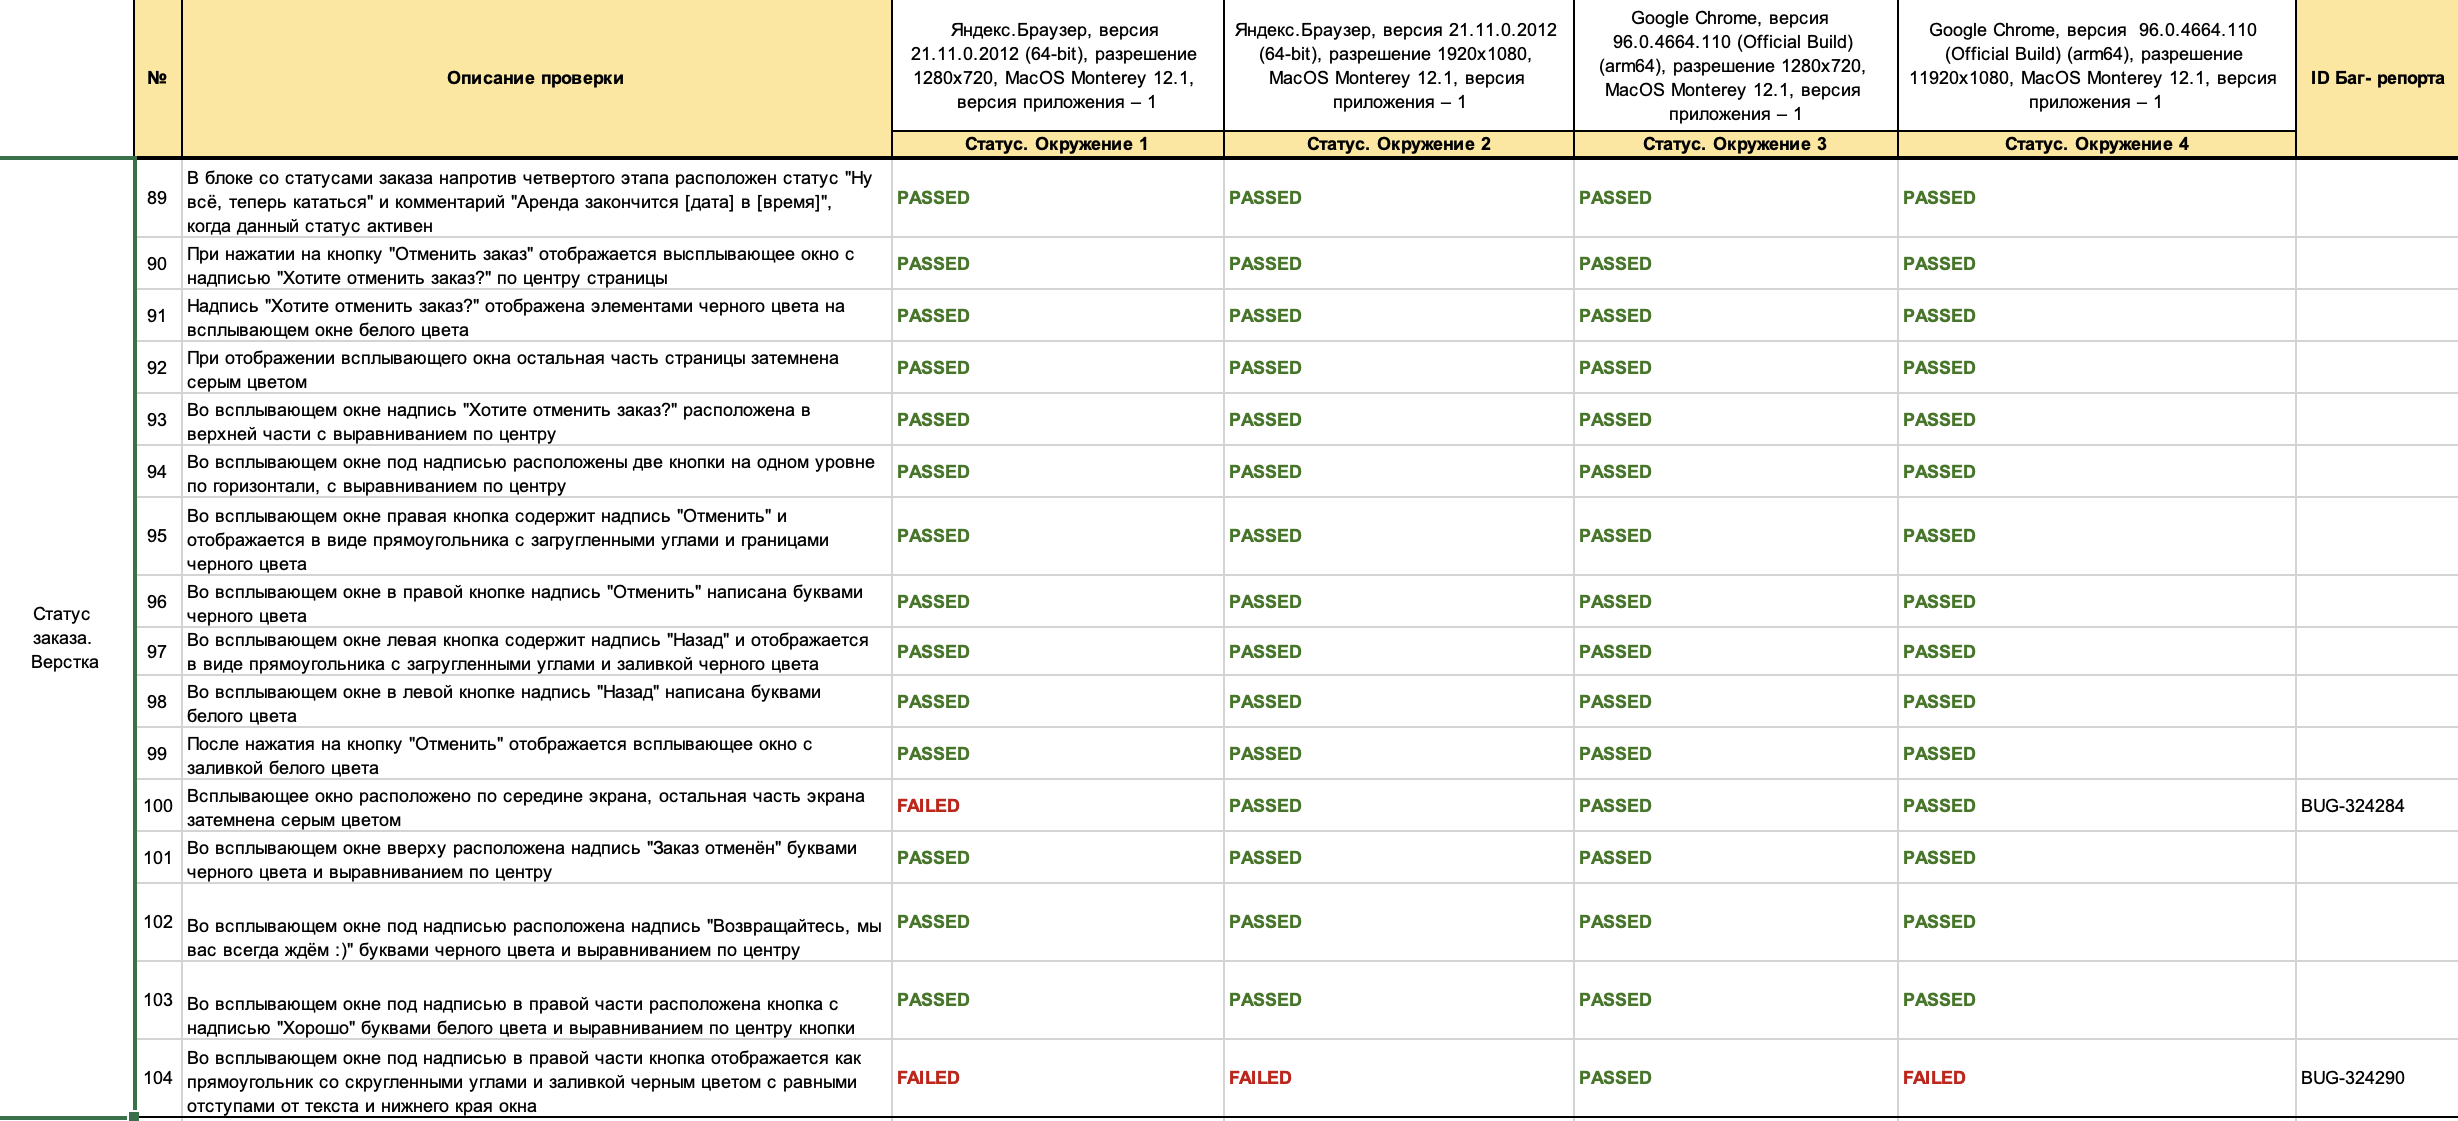 №
Описание проверки
Яндекс.Браузер, версия
21.11.0.2012 (64-bit), разрешение
1280x720, MacOS Monterey 12.1,
версия приложения – 1
Яндекс.Браузер, версия 21.11.0.2012
(64-bit), разрешение 1920x1080,
MacOS Monterey 12.1, версия
приложения – 1
Google Chrome, версия
96.0.4664.110 (Official Build)
(arm64), разрешение 1280x720,
MacOS Monterey 12.1, версия
приложения – 1
Google Chrome, версия  96.0.4664.110
(Official Build) (arm64), разрешение
11920x1080, MacOS Monterey 12.1, версия
приложения – 1
ID Баг- репорта
Статус. Окружение 1
Статус. Окружение 2
Статус. Окружение 3
Статус. Окружение 4
Статус
заказа.
Верстка
89
В блоке со статусами заказа напротив четвертого этапа расположен статус "Ну
всё, теперь кататься" и комментарий "Аренда закончится [дата] в [время]",
когда данный статус активен
PASSED
PASSED
PASSED
PASSED
90
При нажатии на кнопку "Отменить заказ" отображается высплывающее окно с
надписью "Хотите отменить заказ?" по центру страницы
PASSED
PASSED
PASSED
PASSED
91
Надпись "Хотите отменить заказ?" отображена элементами черного цвета на
всплывающем окне белого цвета
PASSED
PASSED
PASSED
PASSED
92
При отображении всплывающего окна остальная часть страницы затемнена
серым цветом
PASSED
PASSED
PASSED
PASSED
93
Во всплывающем окне надпись "Хотите отменить заказ?" расположена в
верхней части с выравниванием по центру
PASSED
PASSED
PASSED
PASSED
94
Во всплывающем окне под надписью расположены две кнопки на одном уровне
по горизонтали, с выравниванием по центру
PASSED
PASSED
PASSED
PASSED
95
Во всплывающем окне правая кнопка содержит надпись "Отменить" и
отображается в виде прямоугольника с загругленными углами и границами
черного цвета
PASSED
PASSED
PASSED
PASSED
96
Во всплывающем окне в правой кнопке надпись "Отменить" написана буквами
черного цвета
PASSED
PASSED
PASSED
PASSED
97
Во всплывающем окне левая кнопка содержит надпись "Назад" и отображается
в виде прямоугольника с загругленными углами и заливкой черного цвета
PASSED
PASSED
PASSED
PASSED
98
Во всплывающем окне в левой кнопке надпись "Назад" написана буквами
белого цвета
PASSED
PASSED
PASSED
PASSED
99
После нажатия на кнопку "Отменить" отображается всплывающее окно с
заливкой белого цвета
PASSED
PASSED
PASSED
PASSED
100
Всплывающее окно расположено по середине экрана, остальная часть экрана
затемнена серым цветом
FAILED
PASSED
PASSED
PASSED
BUG-324284
101
Во всплывающем окне вверху расположена надпись "Заказ отменён" буквами
черного цвета и выравниванием по центру
PASSED
PASSED
PASSED
PASSED
102
Во всплывающем окне под надписью расположена надпись "Возвращайтесь, мы
вас всегда ждём :)" буквами черного цвета и выравниванием по центру
PASSED
PASSED
PASSED
PASSED
103
Во всплывающем окне под надписью в правой части расположена кнопка с
надписью "Хорошо" буквами белого цвета и выравниванием по центру кнопки
PASSED
PASSED
PASSED
PASSED
104
Во всплывающем окне под надписью в правой части кнопка отображается как
прямоугольник со скругленными углами и заливкой черным цветом с равными
отступами от текста и нижнего края окна
FAILED
FAILED
PASSED
FAILED
BUG-324290